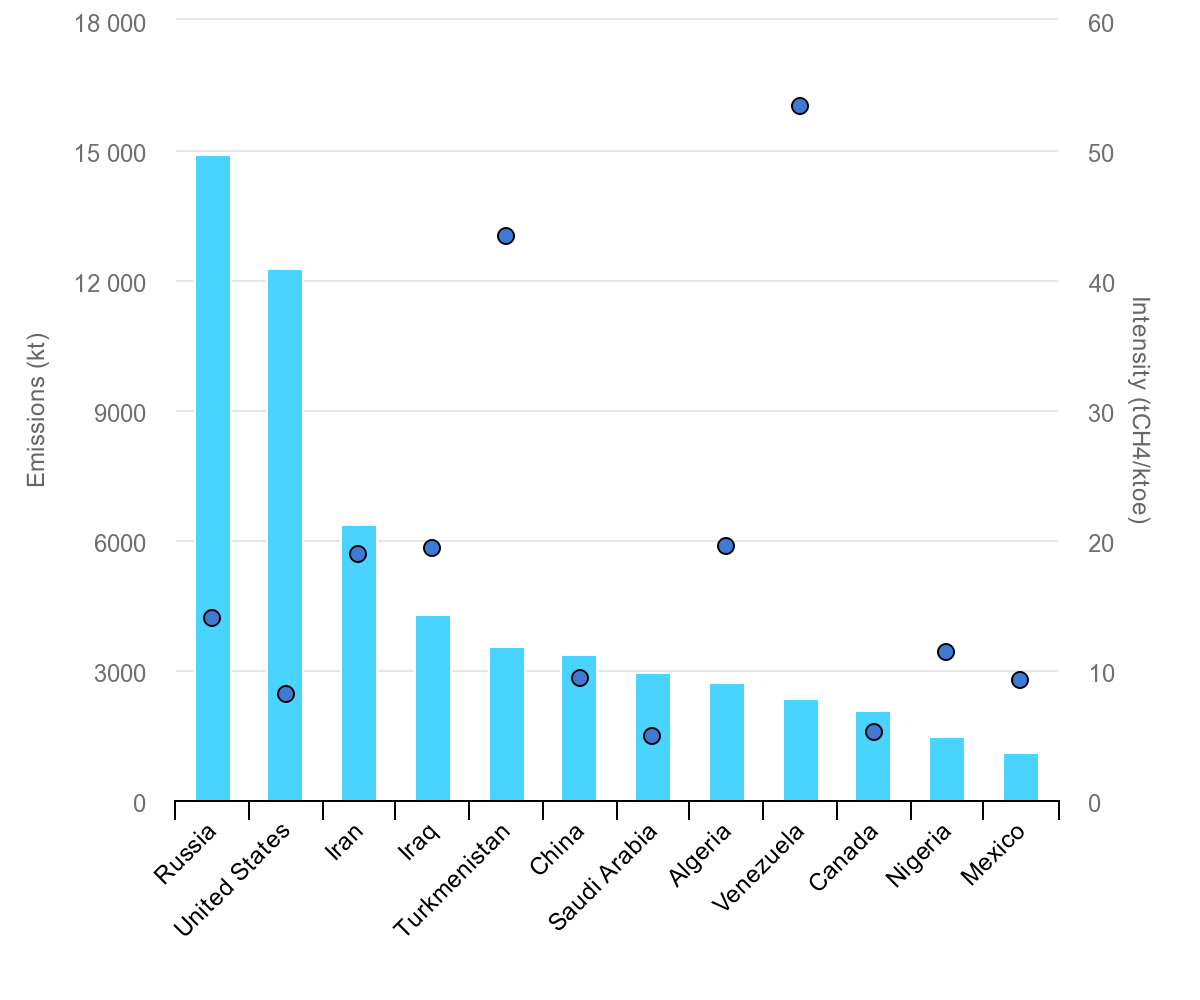 18 000
15 000
12 000
9000
6000
3000
0
Emissions (kt)
60
50
40
30
20
10
0
Intensity (tCH4/ktoe)
Russia
United States
Iran
Iraq
Turkmenistan
China
Saudi Arabia
Algeria
Venezuela
Canada
Nigeria
Mexico